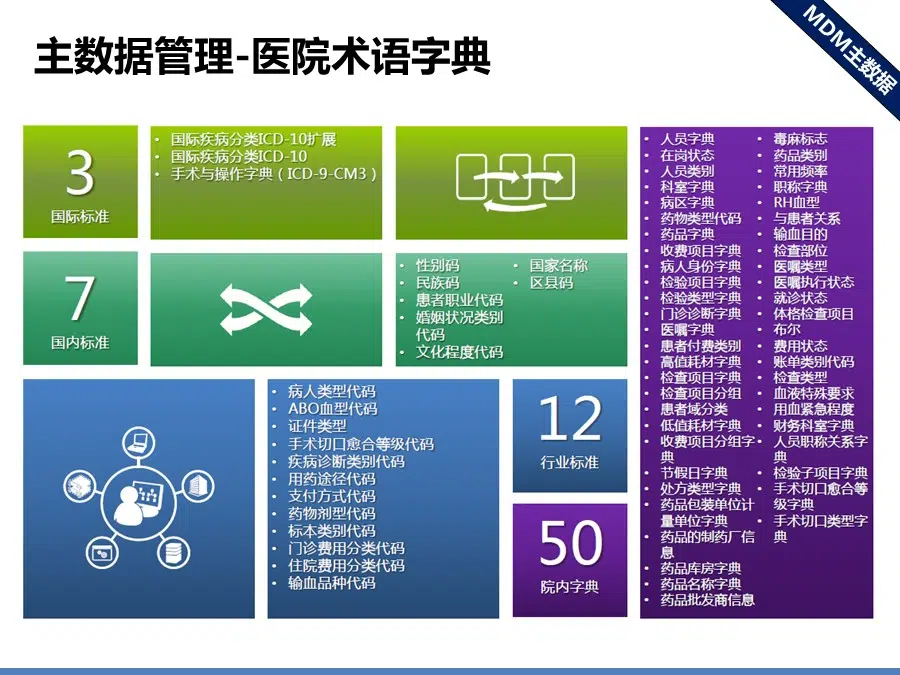 主数据管理-医院术语字典
MDM主数据
3
国际标准
• 国际疾病分类ICD-10扩展
• 国际疾病分类ICD-10
• 手术与操作字典（ICD-9-CM3）
7
国内标准
• 性别码
• 民族码
• 患者职业代码
• 婚姻状况类别
代码
• 文化程度代码
• 国家名称
• 区县码
• 病人类型代码
• ABO血型代码
• 证件类型
• 手术切口愈合等级代码
• 疾病诊断类别代码
• 用药途径代码
• 支付方式代码
• 药物剂型代码
• 标本类别代码
• 门诊费用分类代码
• 住院费用分类代码
• 输血品种代码
12
行业标准
50
院内字典
• 人员字典
• 在岗状态
• 人员类别
• 科室字典
• 病区字典
• 药物类型代码
• 药品字典
• 收费项目字典
• 病人身份字典
• 检验项目字典
• 检验类型字典
• 门诊诊断字典
• 医嘱字典
• 患者付费类别
• 高值耗材字典
• 检查项目字典
• 检查项目分组
• 患者域分类
• 低值耗材字典
• 收费项目分组字
典
• 节假日字典
• 处方类型字典
• 药品包装单位计
量单位字典
• 药品的制药厂信
息
• 药品库房字典
• 药品名称字典
• 药品批发商信息
• 毒麻标志
• 药品类别
• 常用频率
• 职称字典
• RH血型
• 与患者关系
• 输血目的
• 检查部位
• 医嘱类型
• 医嘱执行状态
• 就诊状态
• 体格检查项目
• 布尔
• 费用状态
• 账单类别代码
• 检查类型
• 血液特殊要求
• 用血紧急程度
• 财务科室字典
• 人员职称关系字
典
• 检验子项目字典
• 手术切口愈合等
级字典
• 手术切口类型字
典